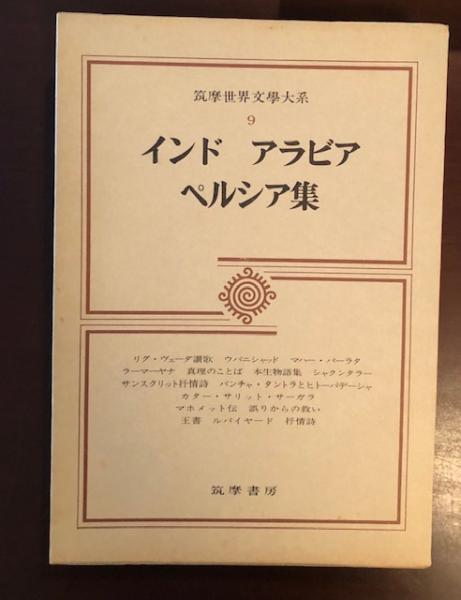 筑摩世界文學大系
9
インド アラビア
ペルシア集
リグ・ヴェーダ讃歌 ウパニシャッド マハー・バーラタ
ラーマーヤナ 真理のことば 本生物語集 シャクンタラー
サンスクリット抒情詩 パンチャ・タントラとヒトーパデーシャ
カター・サリット・サーガラ
マホメット伝 誤りからの救い
王書 ルバイヤード 抒情詩
筑摩書房